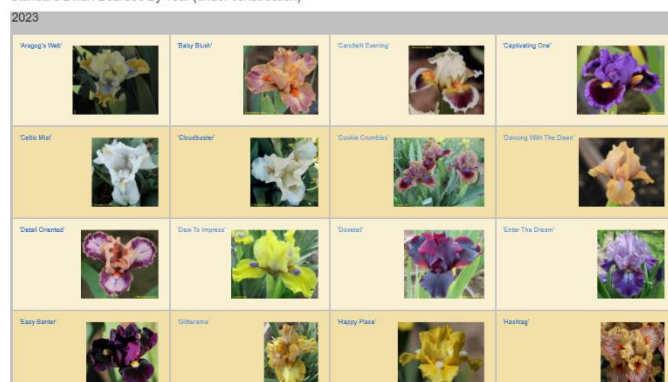 2023
'Aragog's Web' 'Baby Blush' 'Candlelit Evening' 'Captivating One'
'Celtic Mist' 'Cloudbuster' 'Cookie Crumbles' 'Dancing With The Dawn'
'Detail Oriented' 'Daw To Impress' 'Dovetail' 'Enter The Dream'
'Easy Banter' 'Glitterama' 'Happy Place' 'Hashtag'